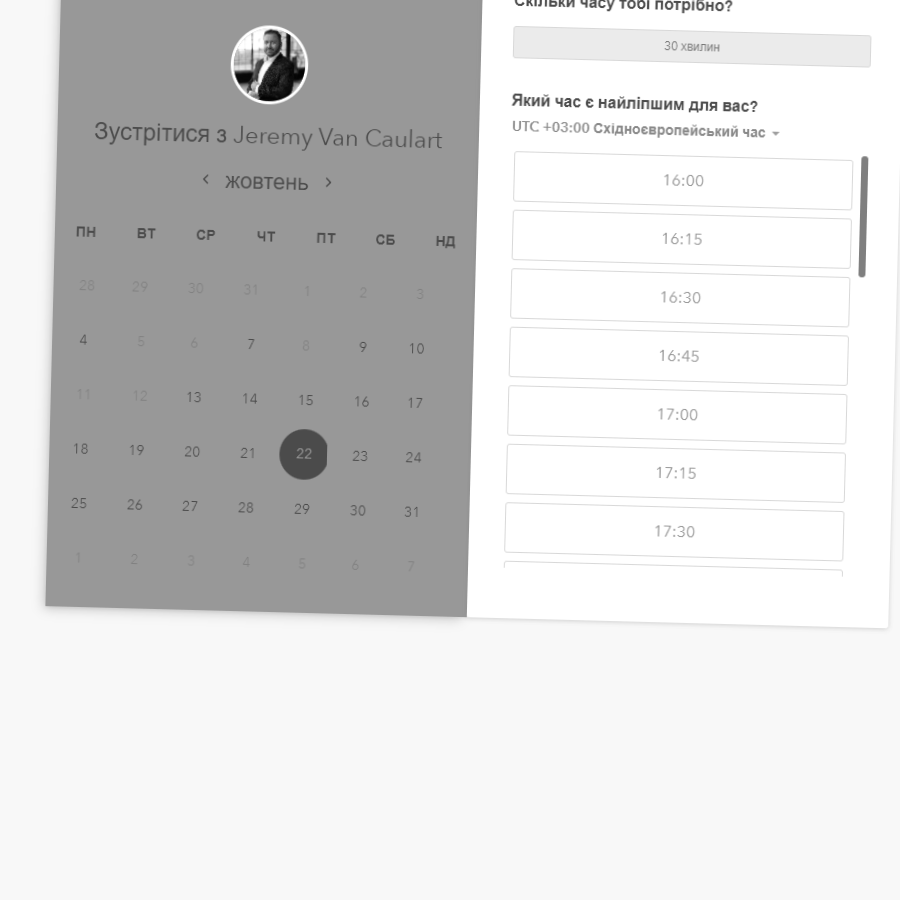 Зустрітися з Jeremy Van Caulart
жовтень
ПН ВТ СР ЧТ ПТ СБ НД
28 29 30 31 1 2 3
4 5 6 7 8 9 10
11 12 13 14 15 16 17
18 19 20 21 22 23 24
25 26 27 28 29 30 31
1 2 3 4 5 6 7
Скільки часу тобі потрібно?
30 хвилин
Який час є найліпшим для вас?
UTC +03:00 Східноєвропейський час
16:00
16:15
16:30
16:45
17:00
17:15
17:30